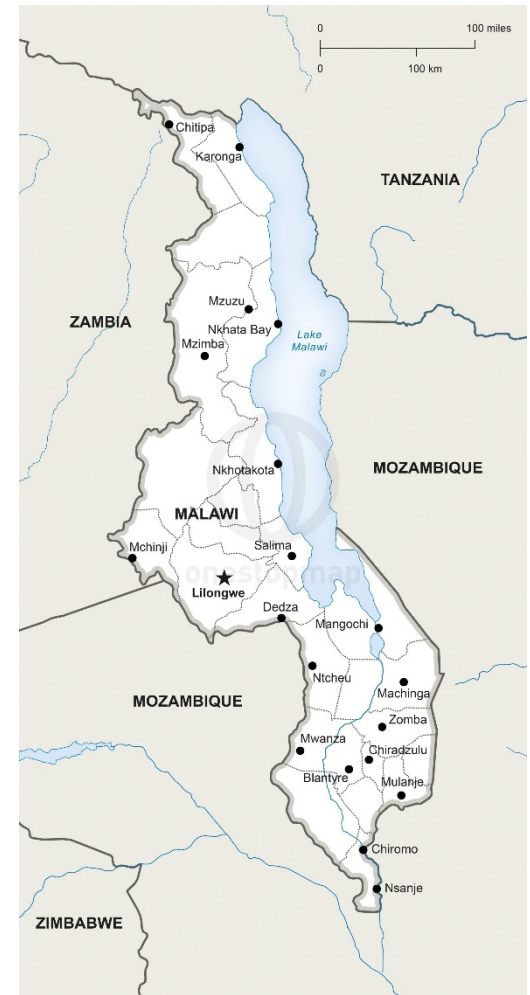 0 100 miles
0 100 km
Chitipa
Karonga
TANZANIA
Mzuzu
ZAMBIA
Nkhata Bay
Lake
Malawi
Mzimba
Nkhotakota
MOZAMBIQUE
MALAWI
Mchinji
Salima
onestopmap
Lilongwe
Dedza
Mangochi
Ntcheu
Machinga
MOZAMBIQUE
Zomba
Mwanza
Chiradzulu
Blantyre
Mulanje
Chiromo
Nsanje
ZIMBABWE